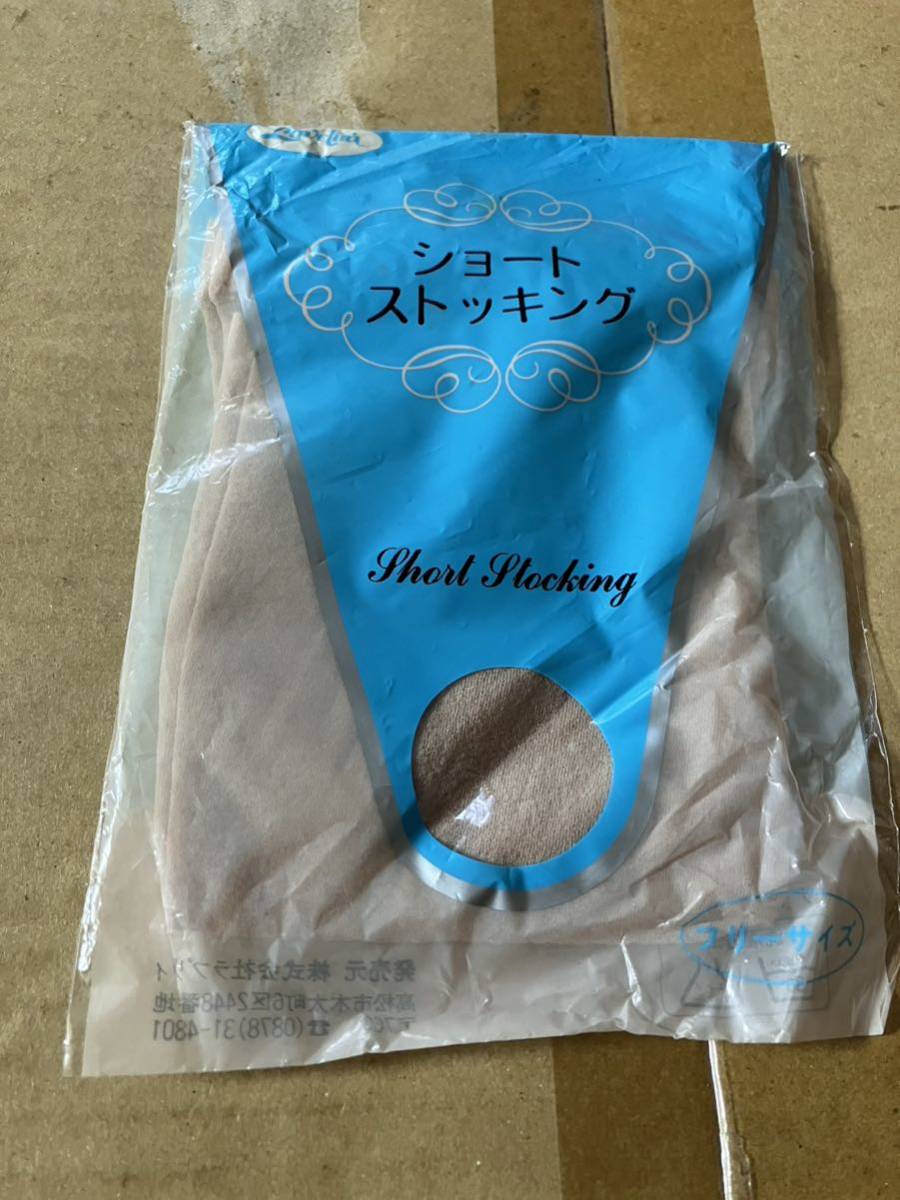 ショート
ストッキング
Short Stocking
フリーサイズ
発売元 株式会社ラブリィ
高松市木太町6区2448番地
☎(0878)31-4801